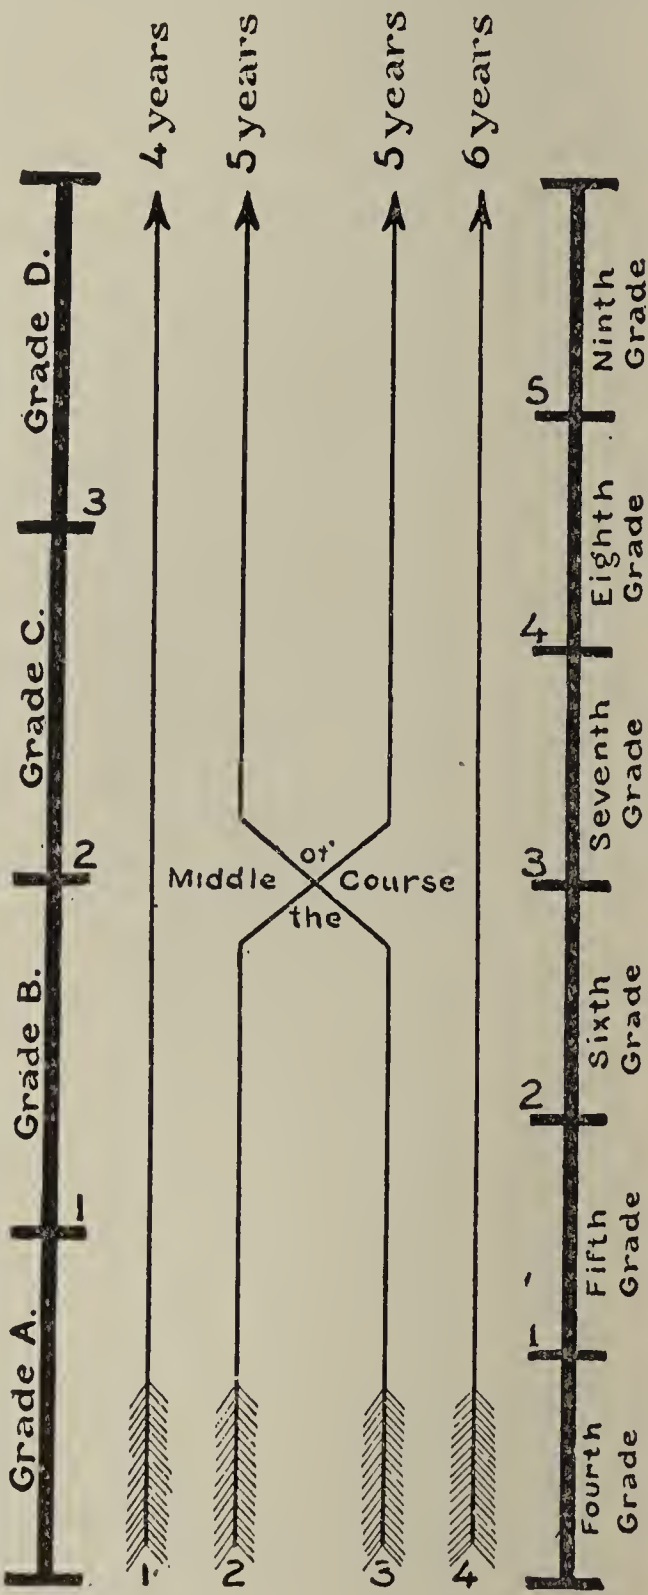 Grade A.
Grade B.
Grade C.
Grade D.
1
2
3
1
4 years
2
5 years
3
5 years
4
6 years
Middle of
the Course
1
2
3
4
5
Fourth
Grade
Fifth
Grade
Sixth
Grade
Seventh
Grade
Eighth
Grade
Ninth
Grade